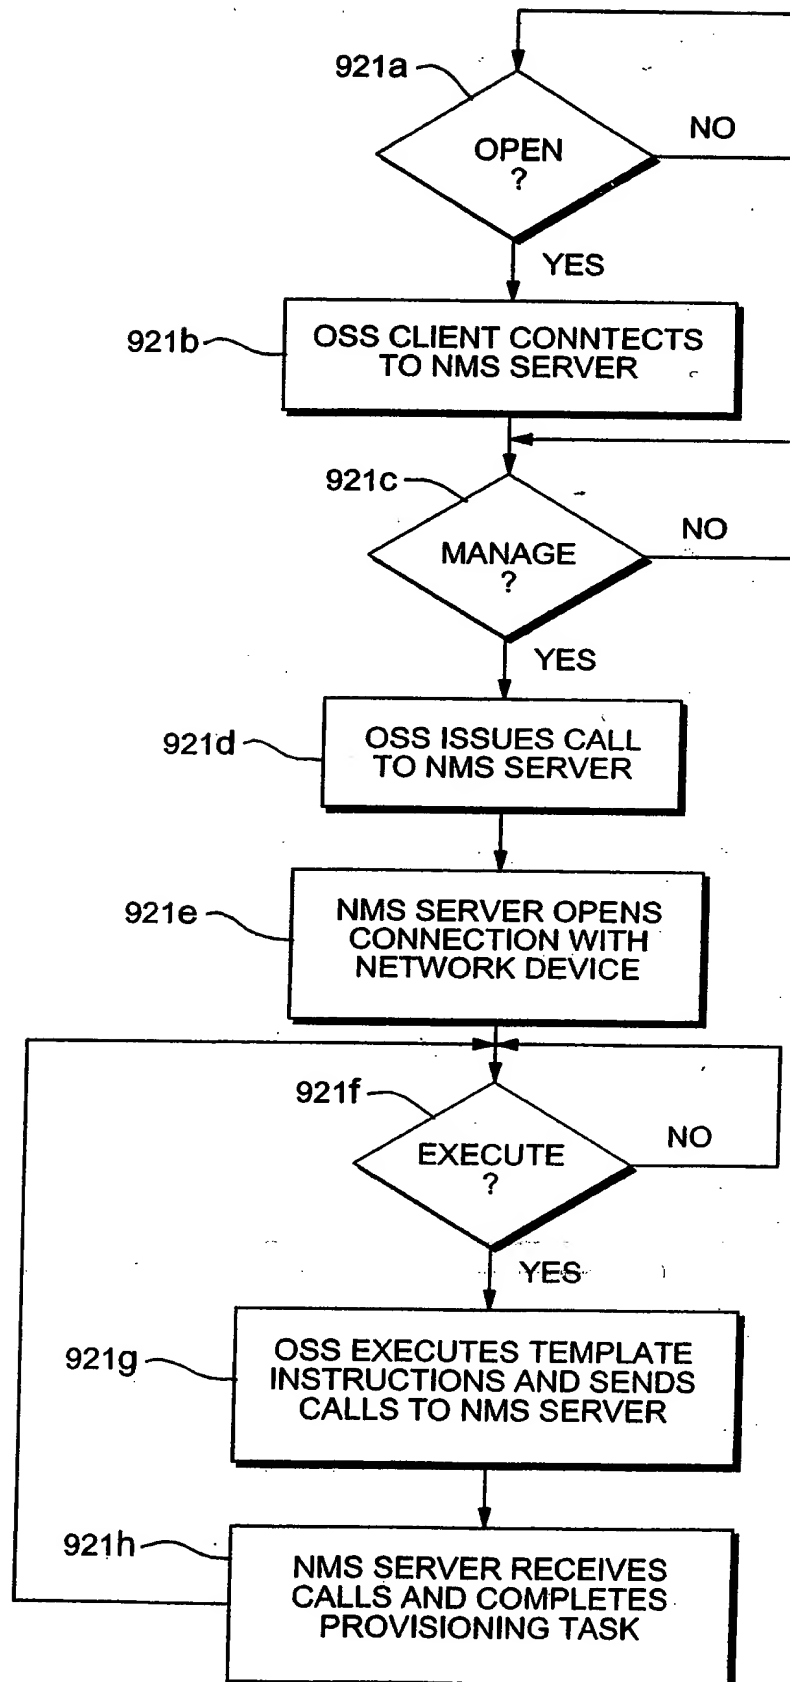 921a
OPEN
?
NO
YES
921b
OSS CLIENT CONNTECTS
TO NMS SERVER
921c
MANAGE
?
NO
YES
921d
OSS ISSUES CALL
TO NMS SERVER
921e
NMS SERVER OPENS
CONNECTION WITH
NETWORK DEVICE
921f
EXECUTE
?
NO
YES
921g
OSS EXECUTES TEMPLATE
INSTRUCTIONS AND SENDS
CALLS TO NMS SERVER
921h
NMS SERVER RECEIVES
CALLS AND COMPLETES
PROVISIONING TASK